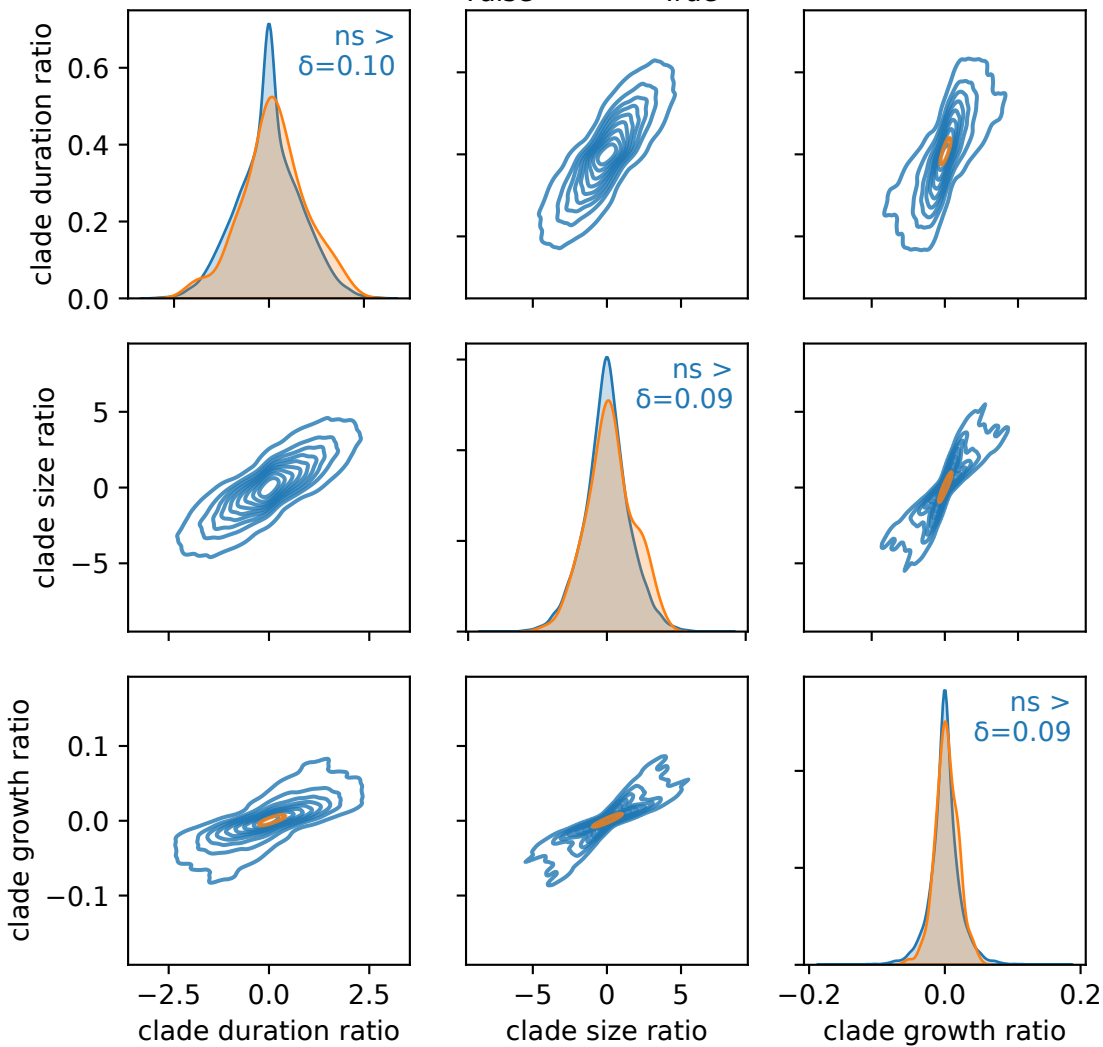 clade duration ratio
0.6
0.4
0.2
0.0
ns >
δ=0.10
clade size ratio
5
0
−5
ns >
δ=0.09
clade growth ratio
0.1
0.0
−0.1
ns >
δ=0.09
−2.5
0.0
2.5
−5
0
5
−0.2
0.0
0.2
clade duration ratio
clade size ratio
clade growth ratio